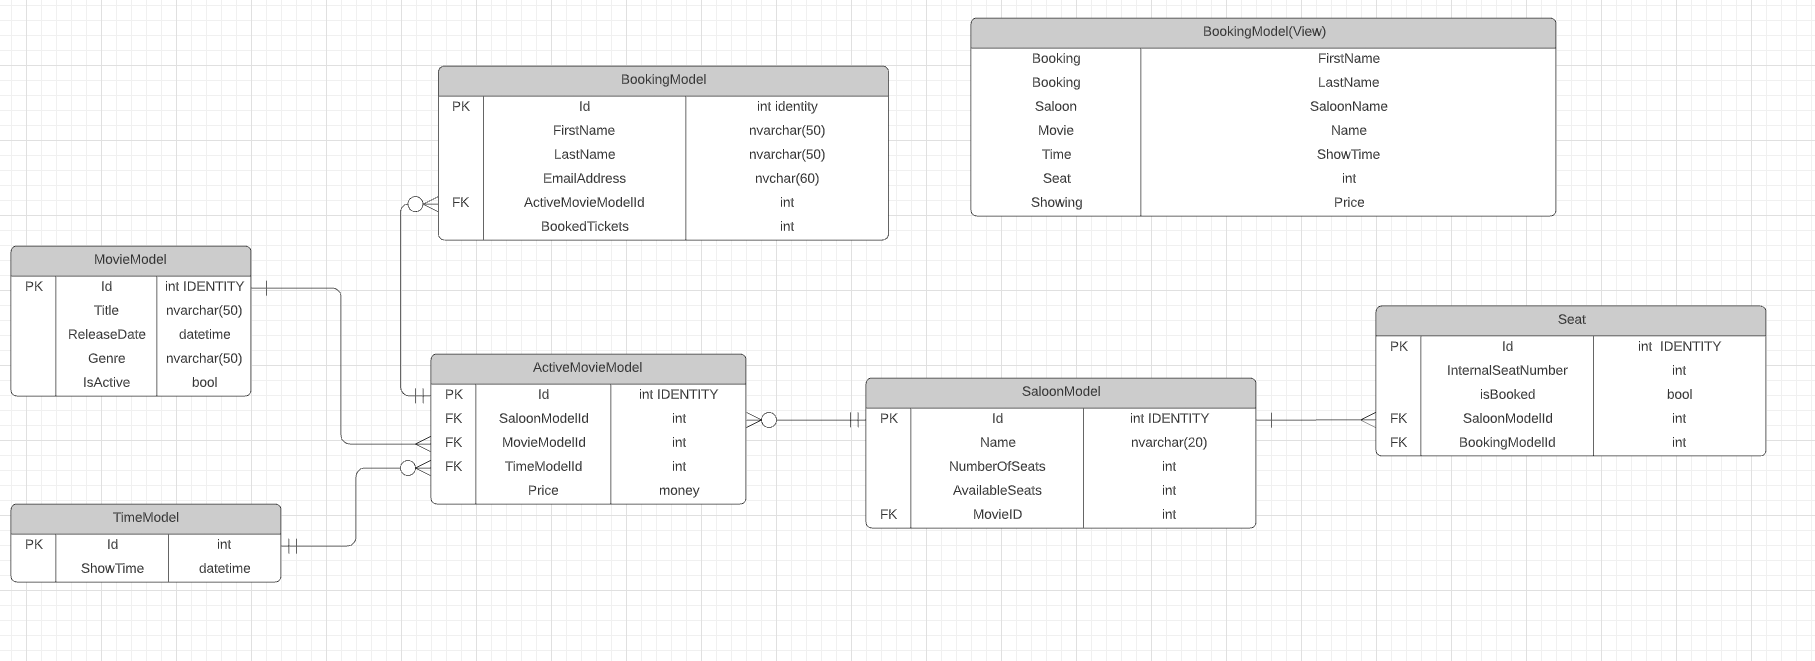 BookingModel(View)
Booking FirstName
Booking LastName
Saloon SaloonName
Movie Name
Time ShowTime
Seat int
Showing Price
BookingModel
PK Id int identity
FirstName nvarchar(50)
LastName nvarchar(50)
EmailAddress nvchar(60)
FK ActiveMovieModelId int
BookedTickets int
MovieModel
PK Id int IDENTITY
Title nvarchar(50)
ReleaseDate datetime
Genre nvarchar(50)
IsActive bool
ActiveMovieModel
PK Id int IDENTITY
FK SaloonModelId int
FK MovieModelId int
FK TimeModelId int
Price money
SaloonModel
PK Id int IDENTITY
Name nvarchar(20)
NumberOfSeats int
AvailableSeats int
FK MovieID int
Seat
PK Id int IDENTITY
InternalSeatNumber int
isBooked bool
FK SaloonModelId int
FK BookingModelId int
TimeModel
PK Id int
ShowTime datetime